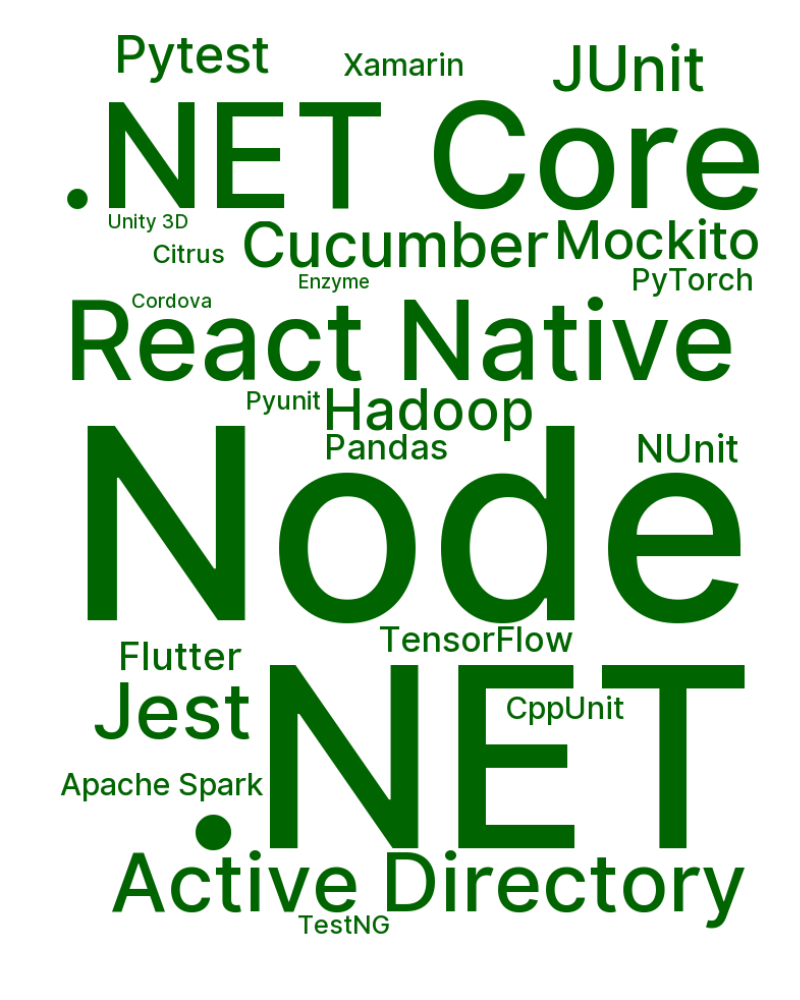 Pytest
Xamarin
JUnit
.NET Core
Unity 3D
Citrus
Cucumber
Mockito
Enzyme
PyTorch
Cordova
React Native
Pyunit
Hadoop
Pandas
NUnit
Node
TensorFlow
Flutter
Jest
CppUnit
.NET
Apache Spark
Active Directory
TestNG